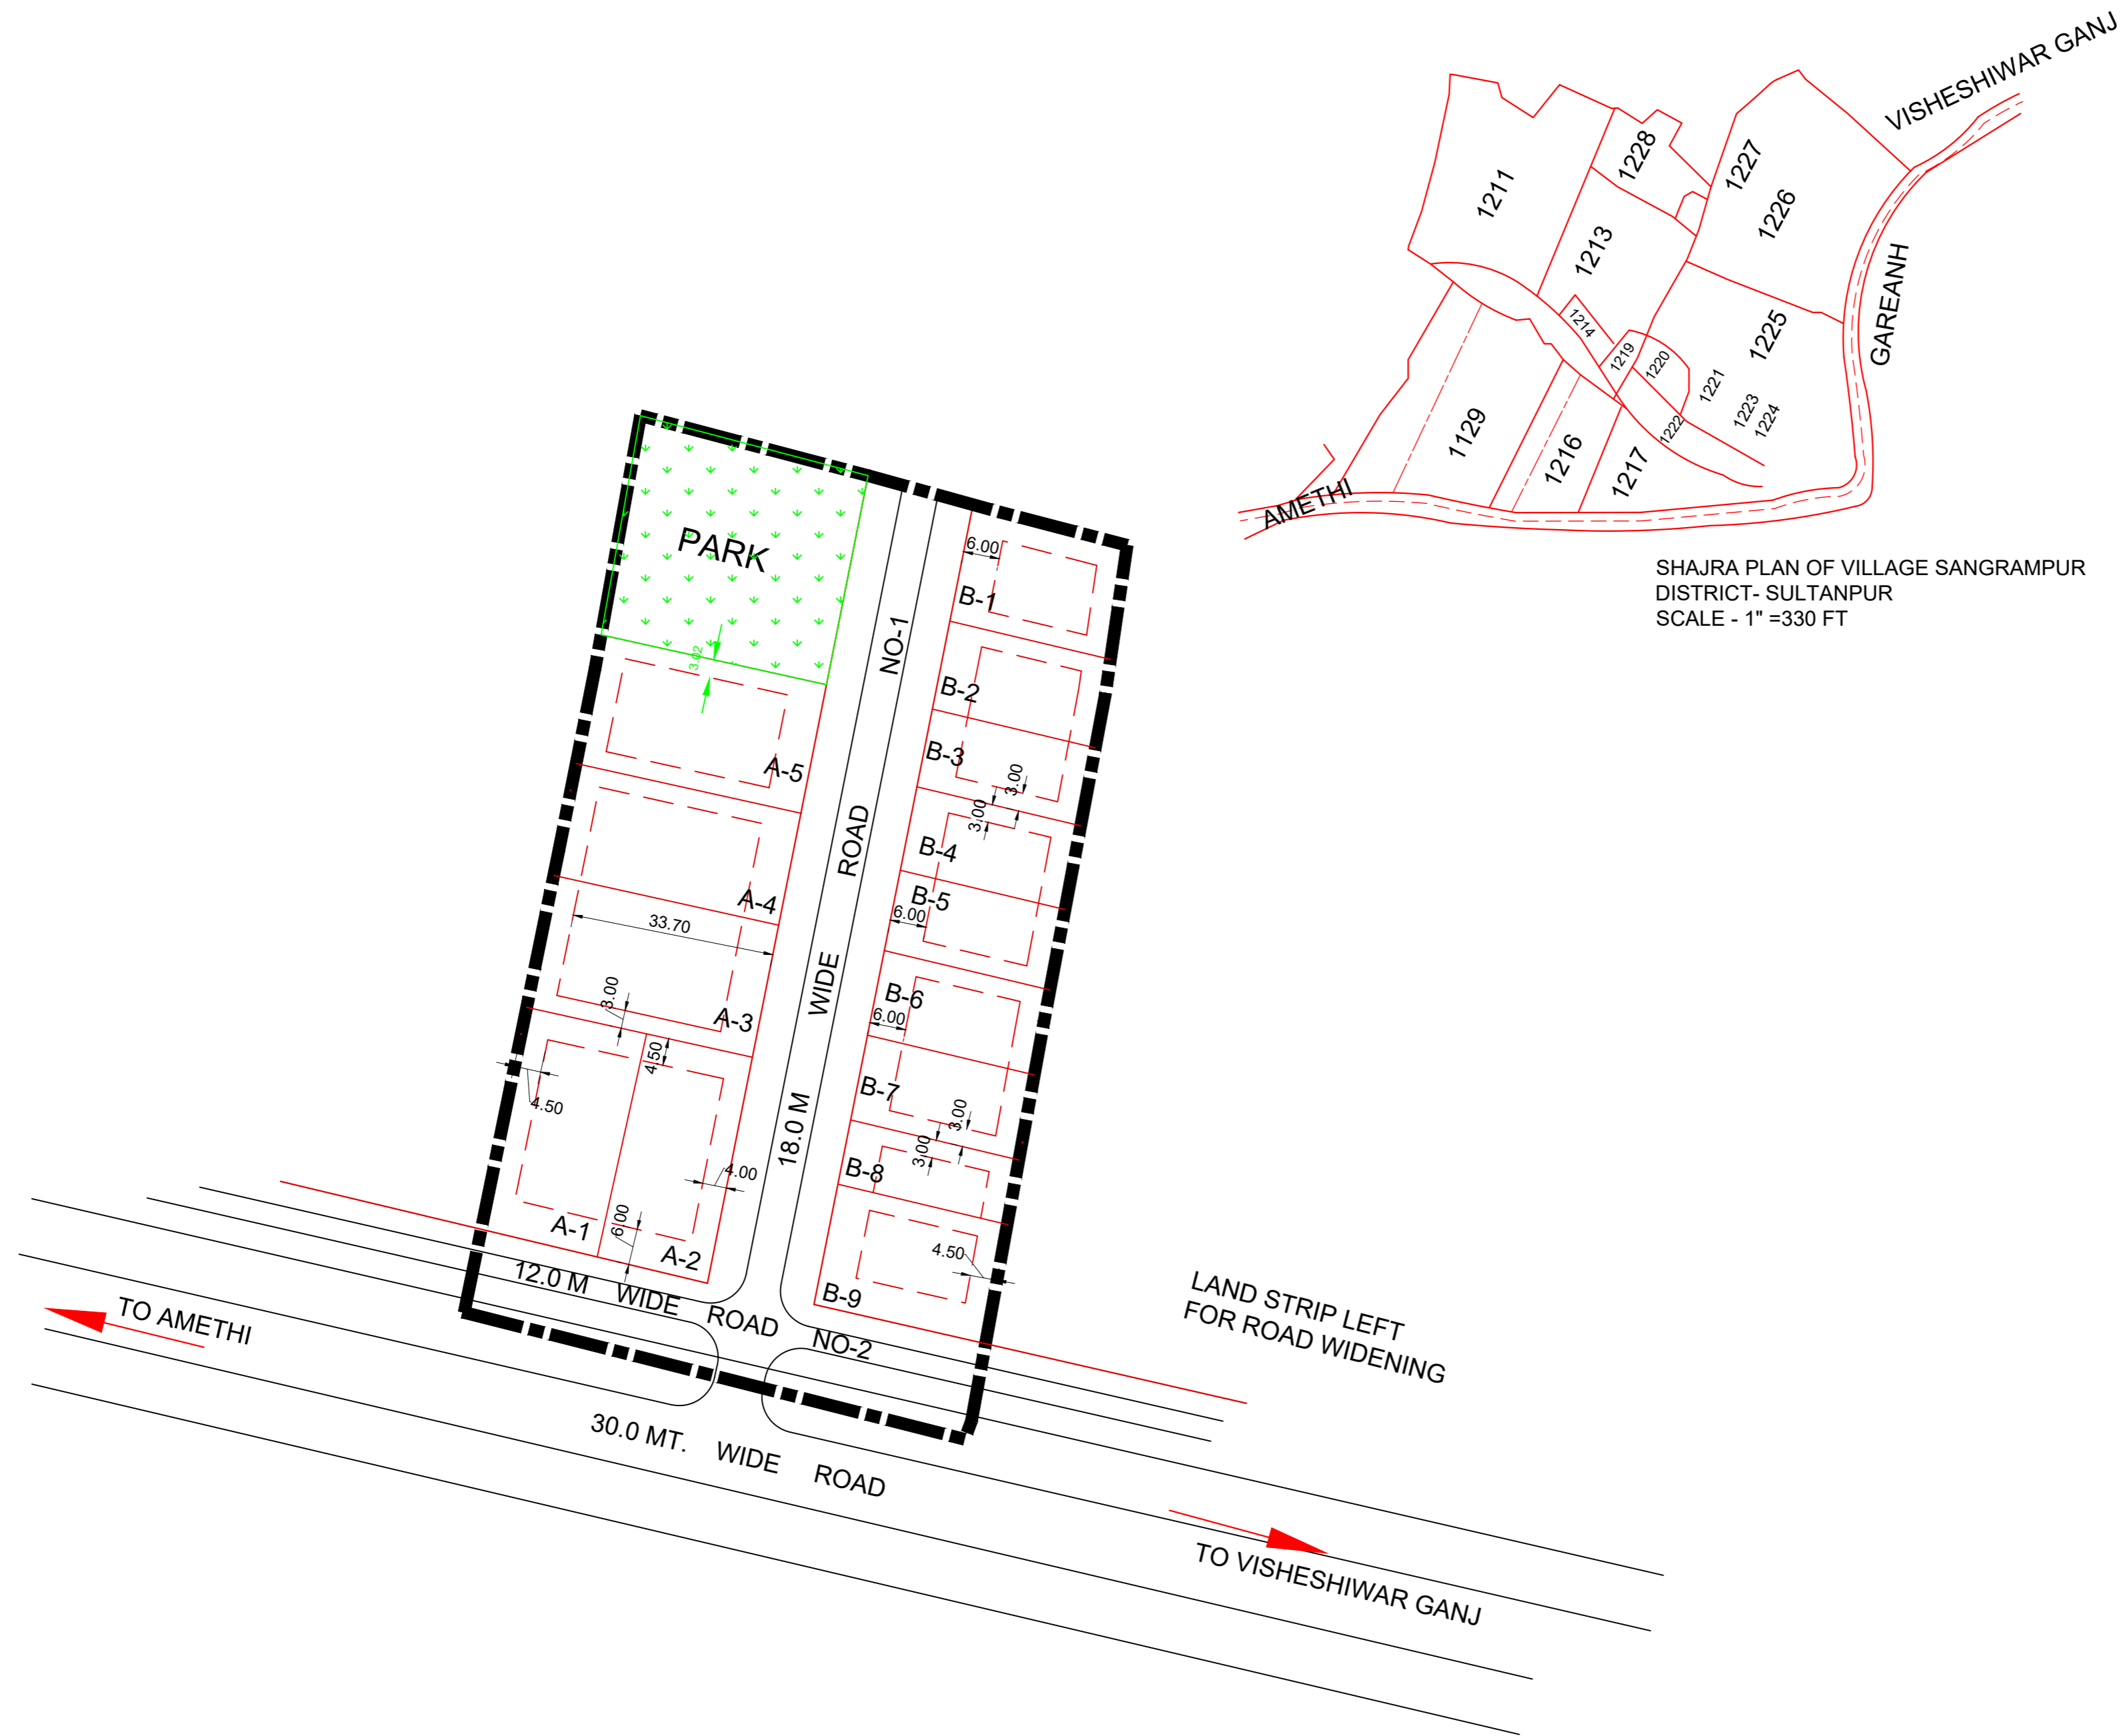 VISHESHIWAR GANJ
1228
1227
1211
1226
1213
GAREANH
1214
1225
1219
1220
1221
1223
1224
1222
1129
1216
1217
AMETHI
SHAJRA PLAN OF VILLAGE SANGRAMPUR
DISTRICT- SULTANPUR
SCALE - 1" =330 FT
PARK
3.02
6.00
B-1
B-2
B-3
3.00
3.00
B-4
B-5
6.00
B-6
6.00
B-7
3.00
3.00
B-8
4.50
B-9
A-5
A-4
33.70
3.00
A-3
4.50
4.50
4.00
6.00
A-1
A-2
18.0 M WIDE ROAD NO-1
12.0 M WIDE ROAD NO-2
TO AMETHI
30.0 MT. WIDE ROAD
LAND STRIP LEFT
FOR ROAD WIDENING
TO VISHESHIWAR GANJ